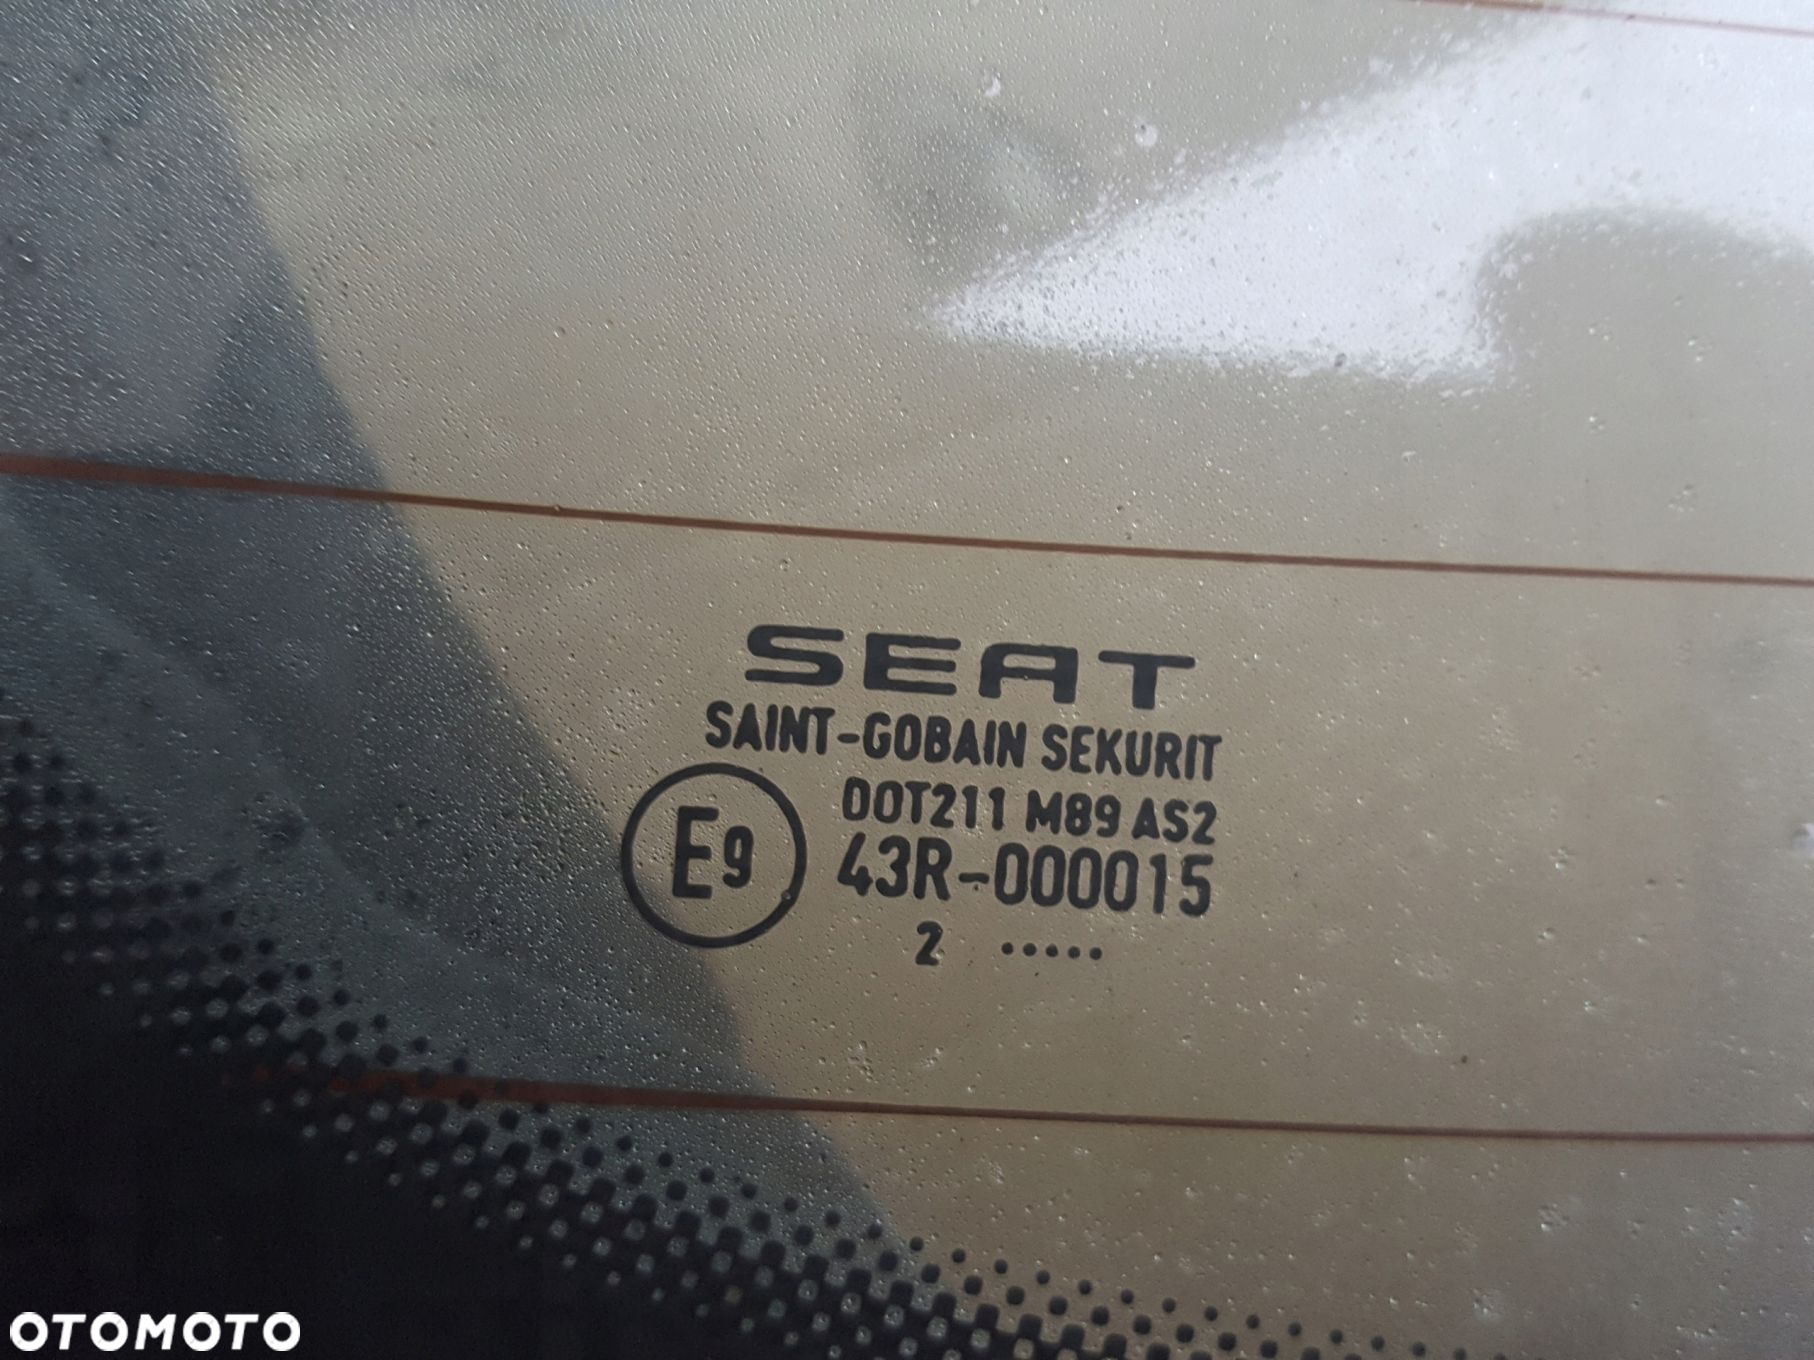 SEAT
SAINT-GOBAIN SEKURIT
DOT211 M89 AS2
E9 43R-000015
2 •••••
OTOMOTO